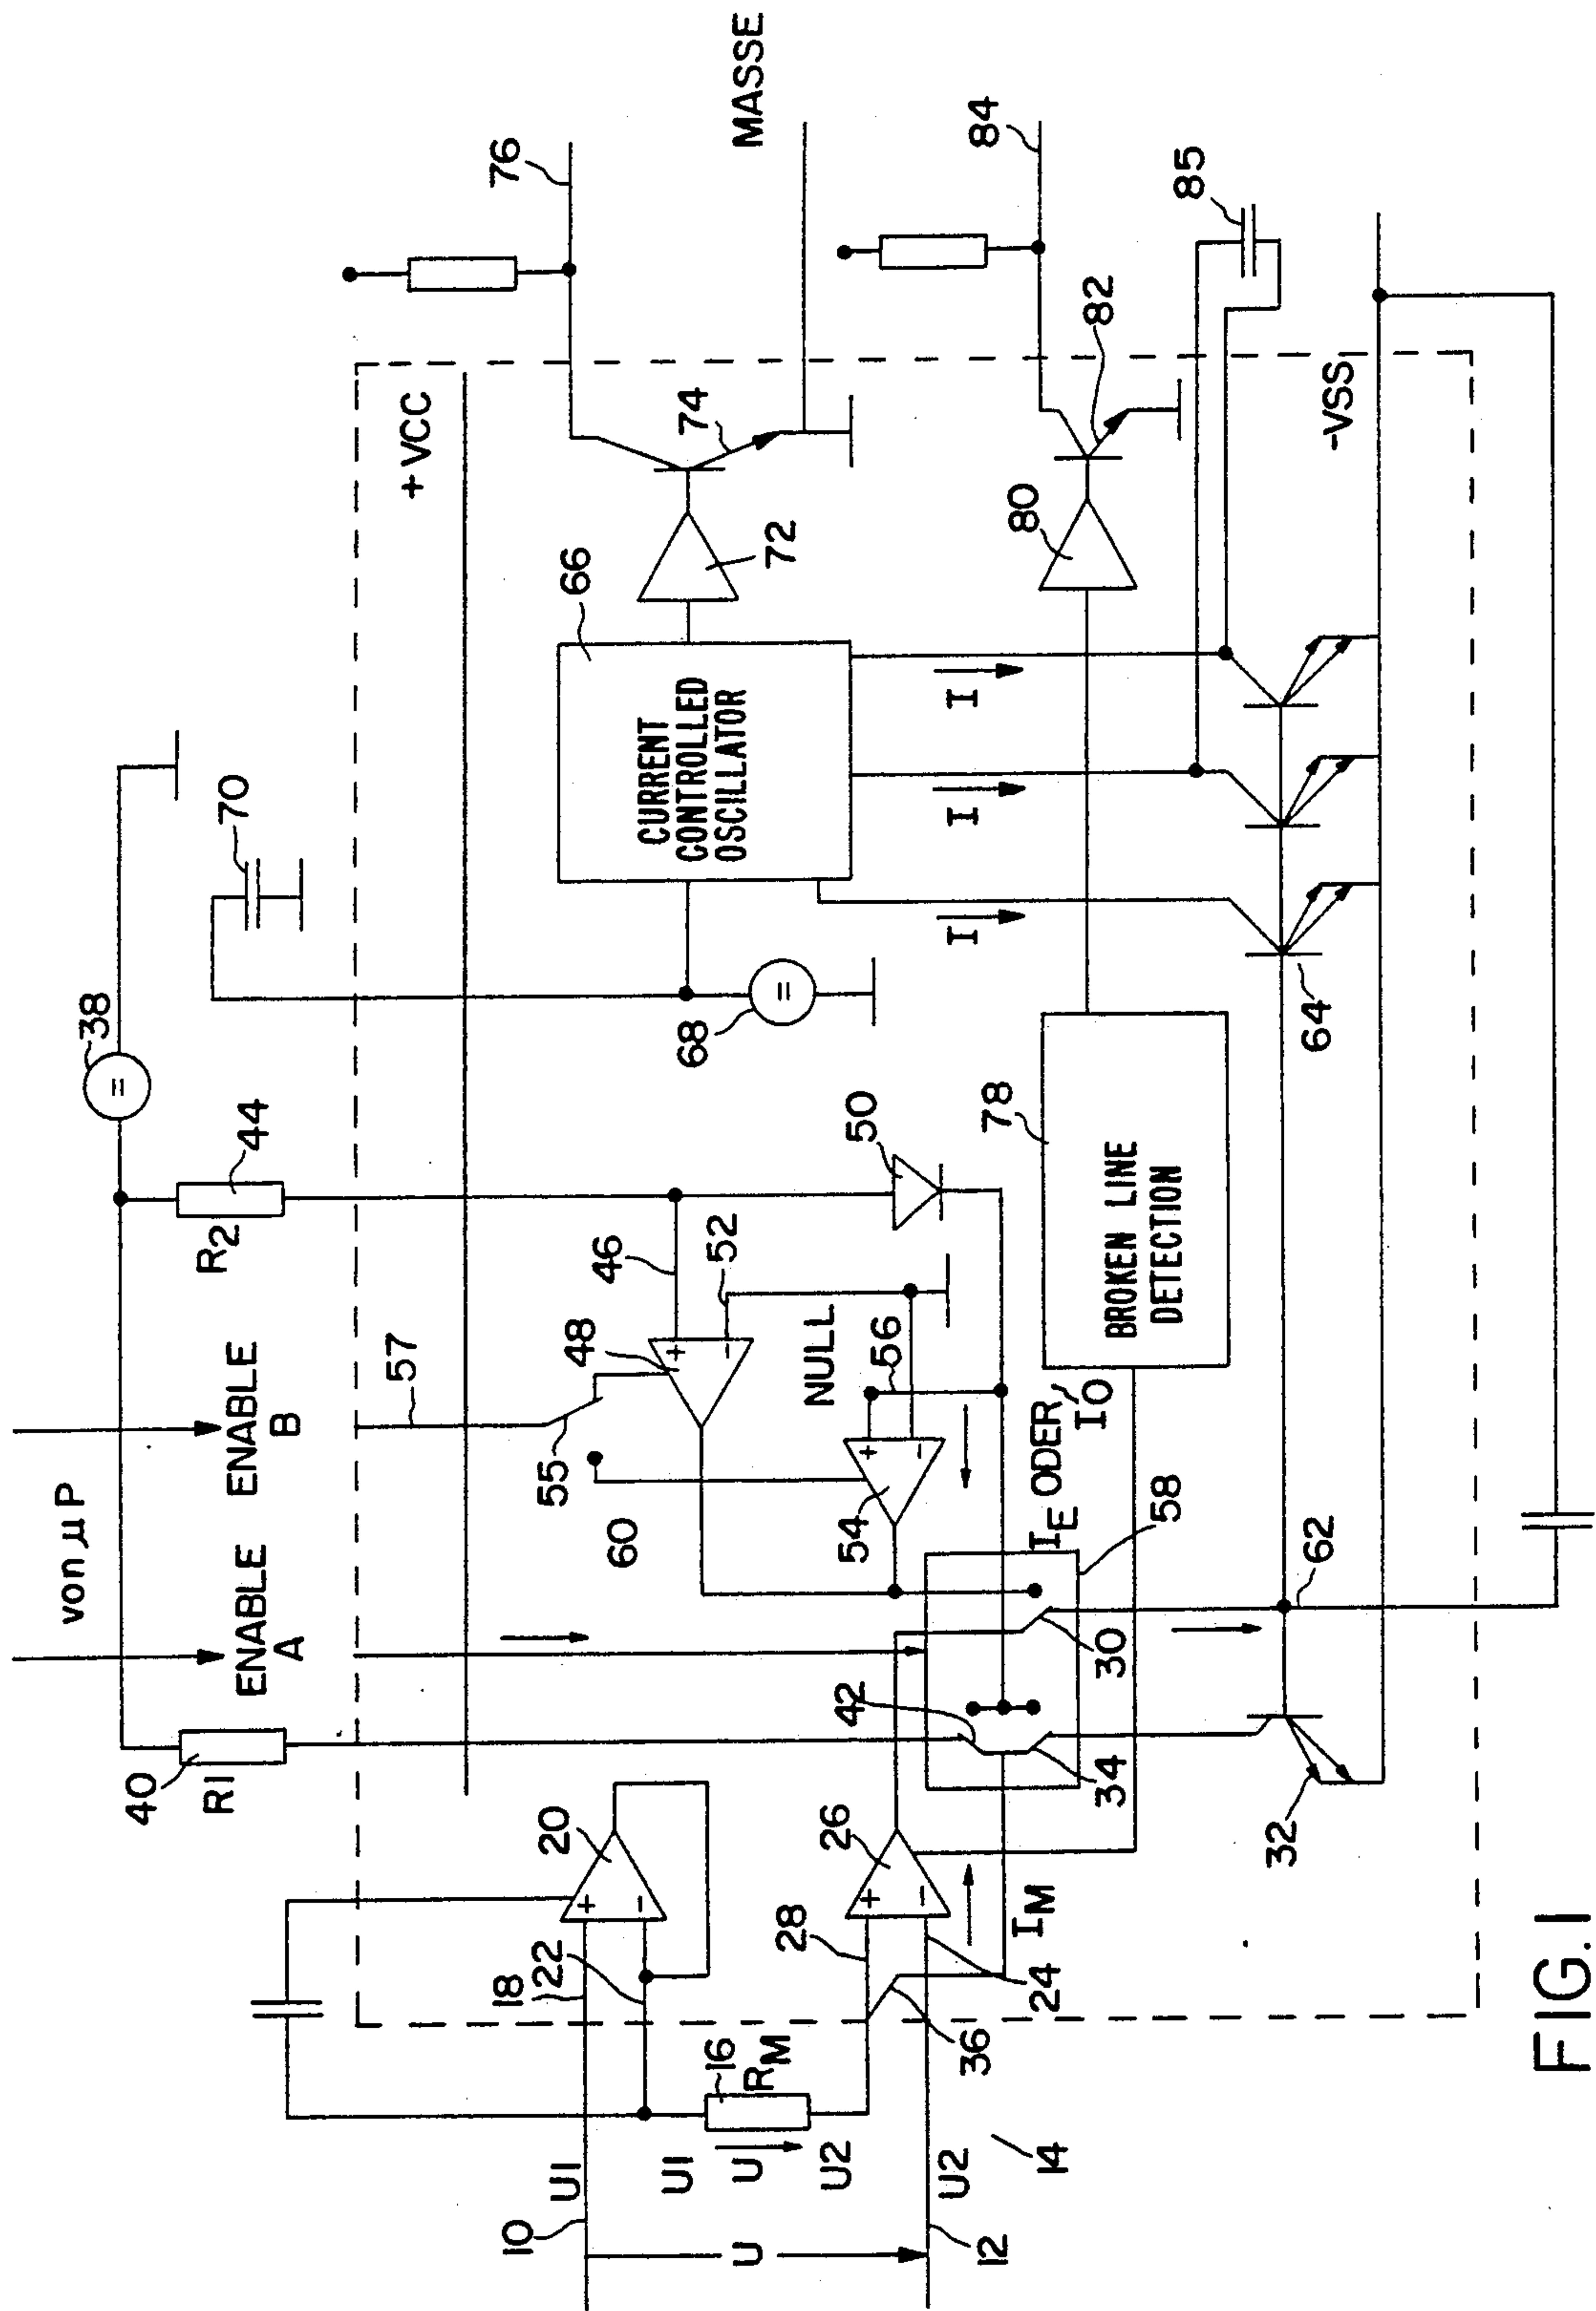 von µP
ENABLE
A
ENABLE
B
38
40
R1
R2
44
70
57
+VCC
MASSE
76
74
72
66
CURRENT
CONTROLLED
OSCILLATOR
68
=
=
46
48
+
-
52
50
55
60
NULL
56
54
+
-
20
+
-
18
22
10
U1
U1
U
U2
16
RM
U
U2
12
14
28
26
+
-
24
36
IM
42
34
30
58
IE ODER, IO
78
BROKEN LINE
DETECTION
80
82
84
85
I
I
I
64
62
32
-VSS1
FIG. 1